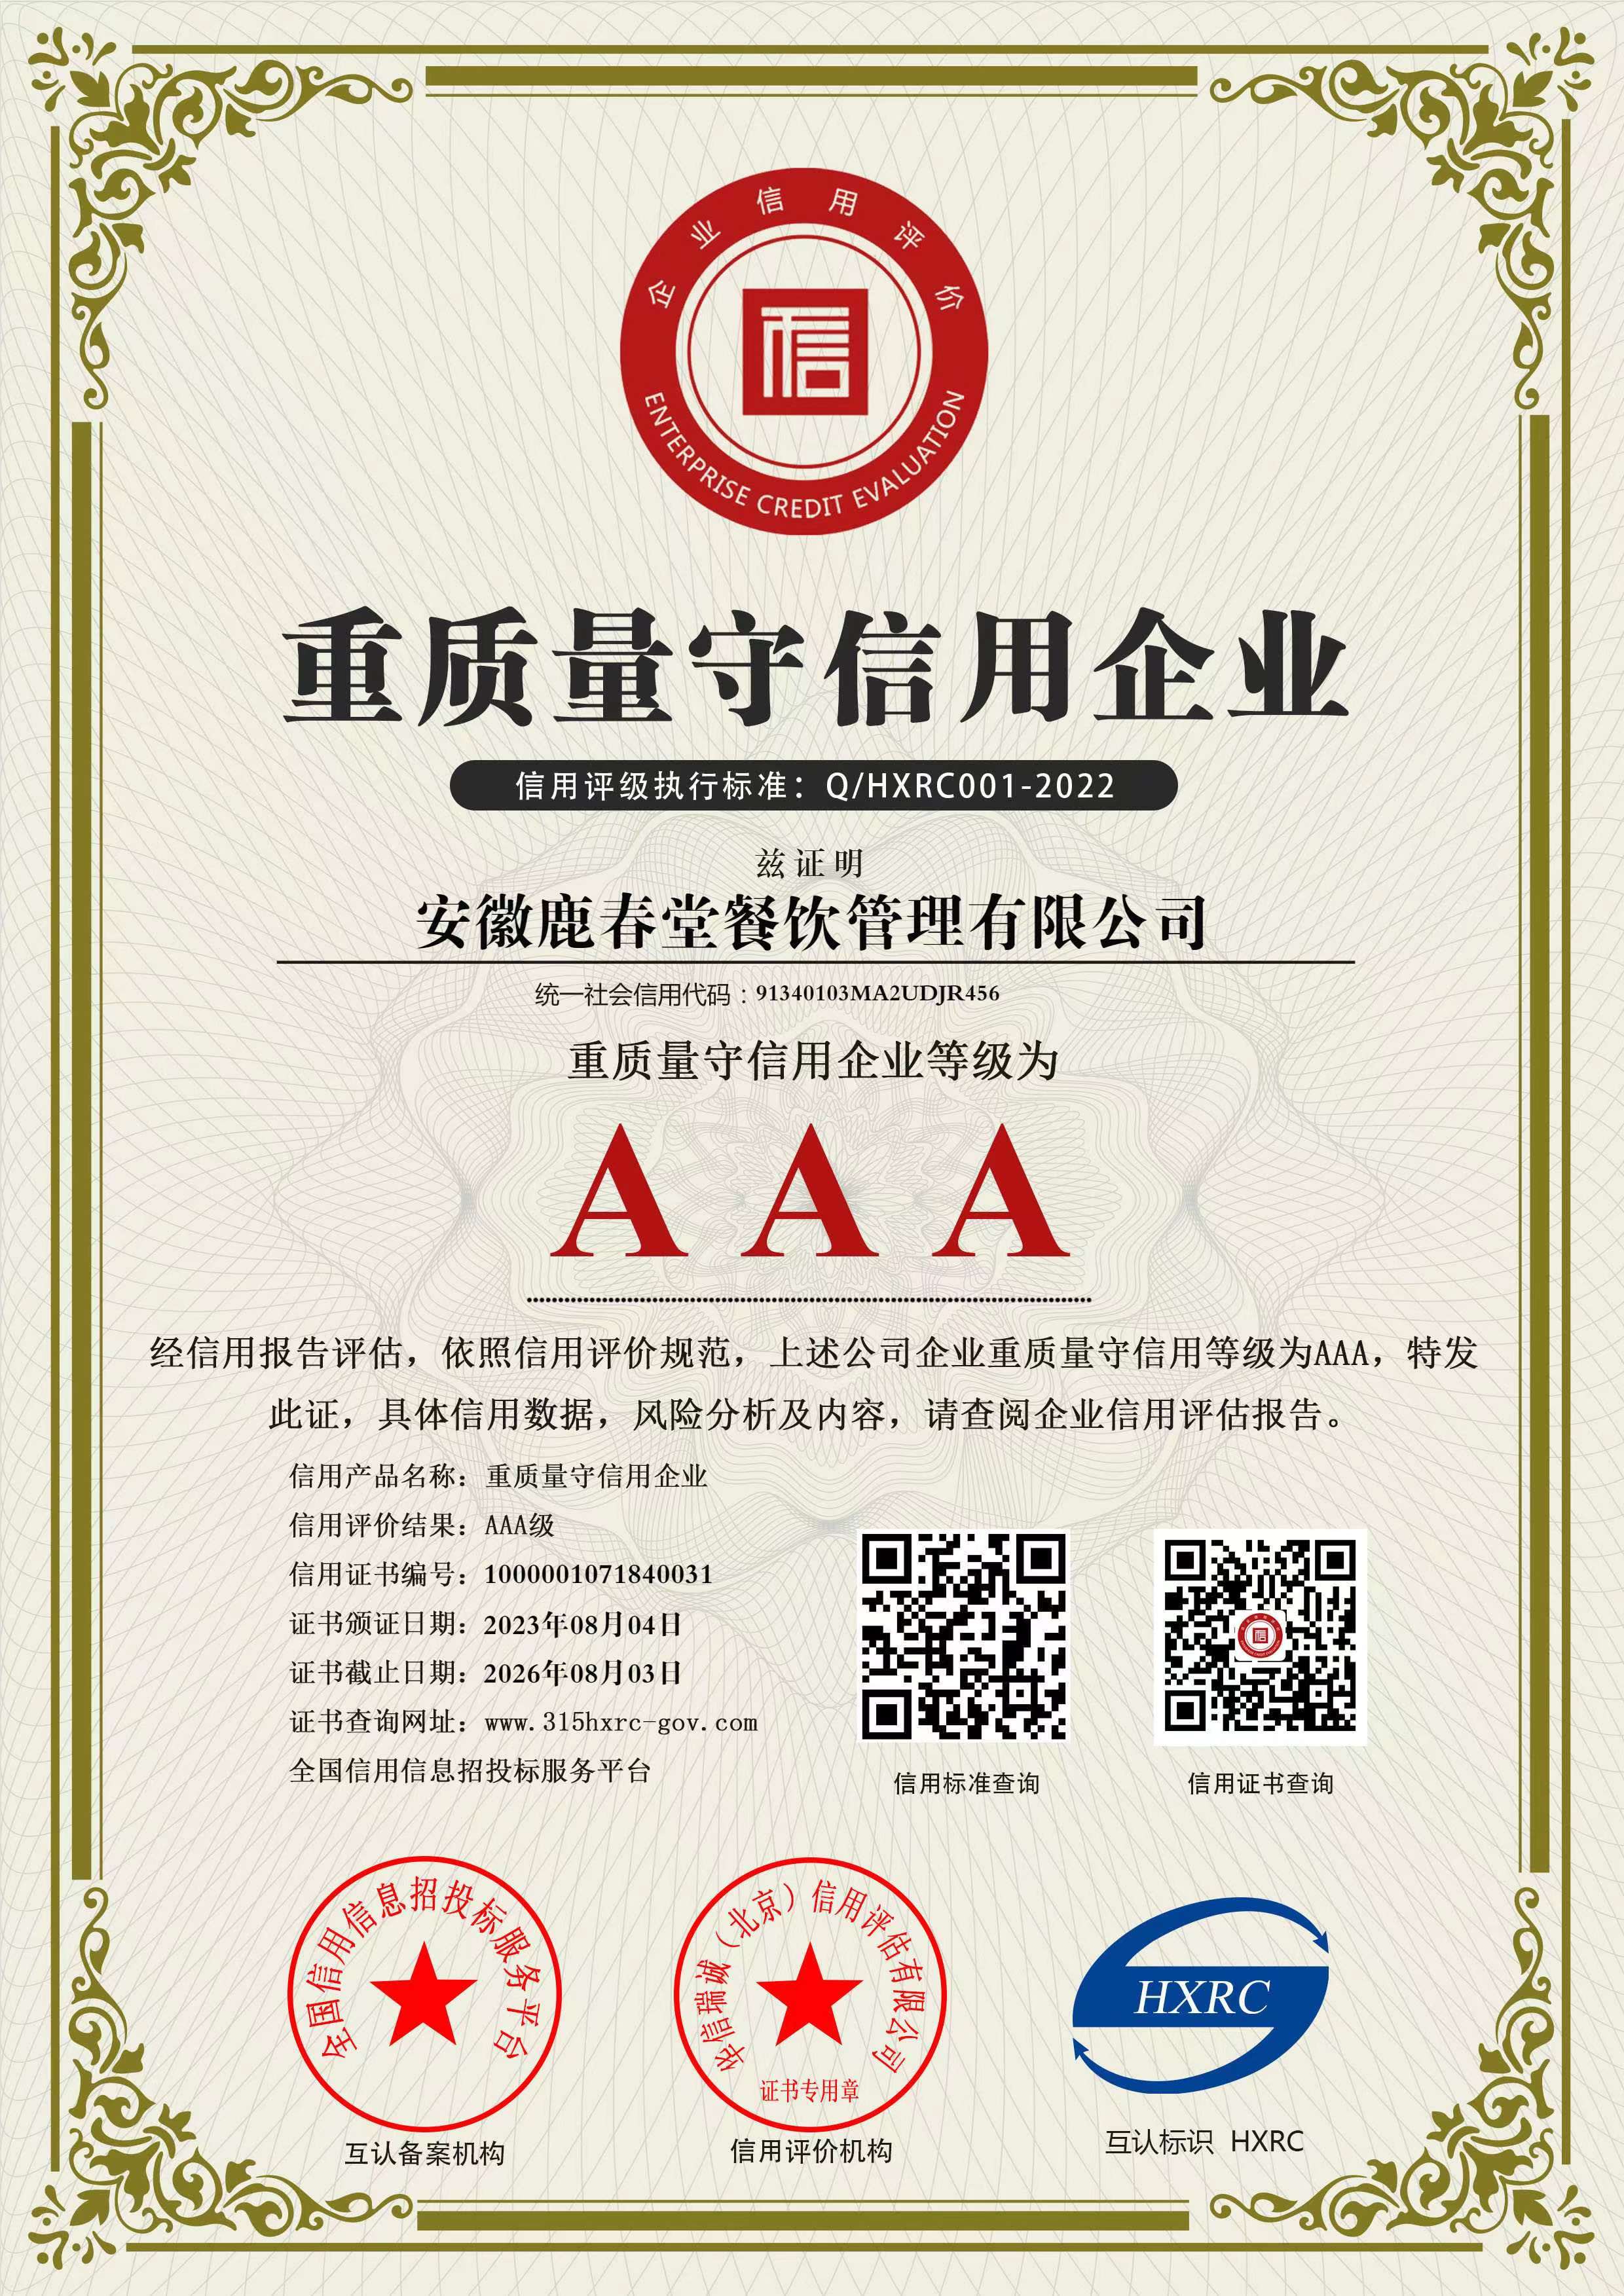 企业信用评价
信
ENTERPRISE CREDIT EVALUATION
重质量守信用企业
信用评级执行标准：Q/HXRC001-2022
兹证明
安徽鹿春堂餐饮管理有限公司
统一社会信用代码：91340103MA2UDJR456
重质量守信用企业等级为
AAA
经信用报告评估，依照信用评价规范，上述公司企业重质量守信用等级为AAA，特发
此证，具体信用数据，风险分析及内容，请查阅企业信用评估报告。
信用产品名称：重质量守信用企业
信用评价结果：AAA级
信用证书编号：1000001071840031
证书颁证日期：2023年08月04日
证书截止日期：2026年08月03日
证书查询网址：www.315hxrc-gov.com
全国信用信息招投标服务平台
信用标准查询
信用证书查询
全国信用信息招投标服务平台
互认备案机构
华信瑞诚（北京）信用评估有限公司
证书专用章
信用评价机构
HXRC
互认标识 HXRC